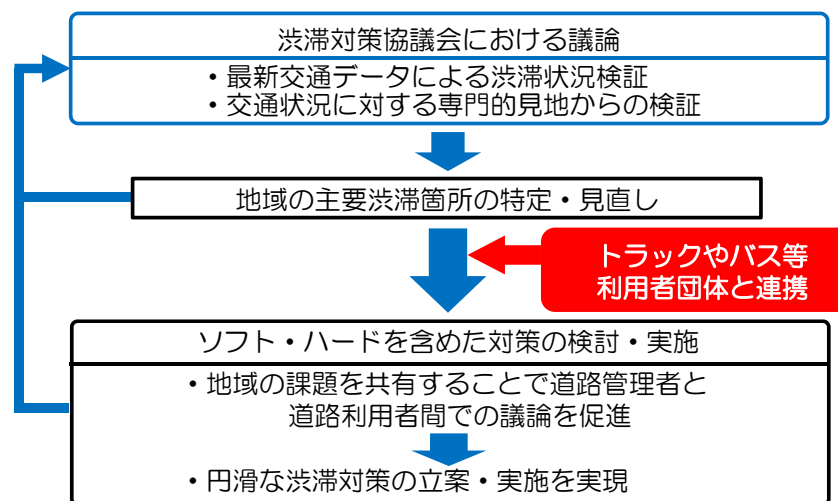 渋滞対策協議会における議論
・最新交通データによる渋滞状況検証
・交通状況に対する専門的見地からの検証
地域の主要渋滞箇所の特定・見直し
トラックやバス等
利用者団体と連携
ソフト・ハードを含めた対策の検討・実施
・地域の課題を共有することで道路管理者と
道路利用者間での議論を促進
・円滑な渋滞対策の立案・実施を実現